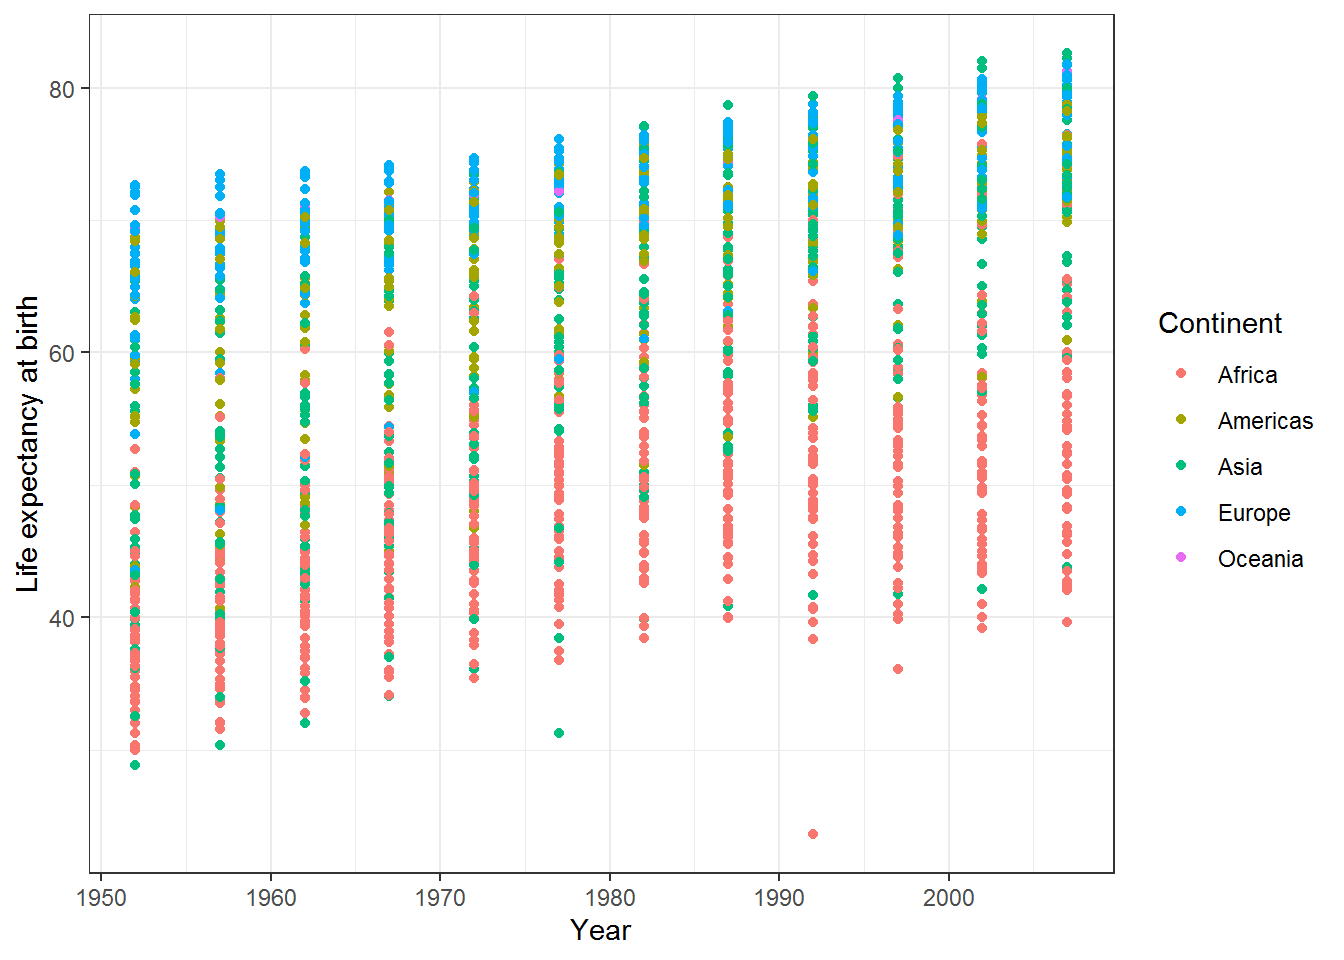 80
60
40
Life expectancy at birth
1950 1960 1970 1980 1990 2000
Year
Continent
Africa
Americas
Asia
Europe
Oceania